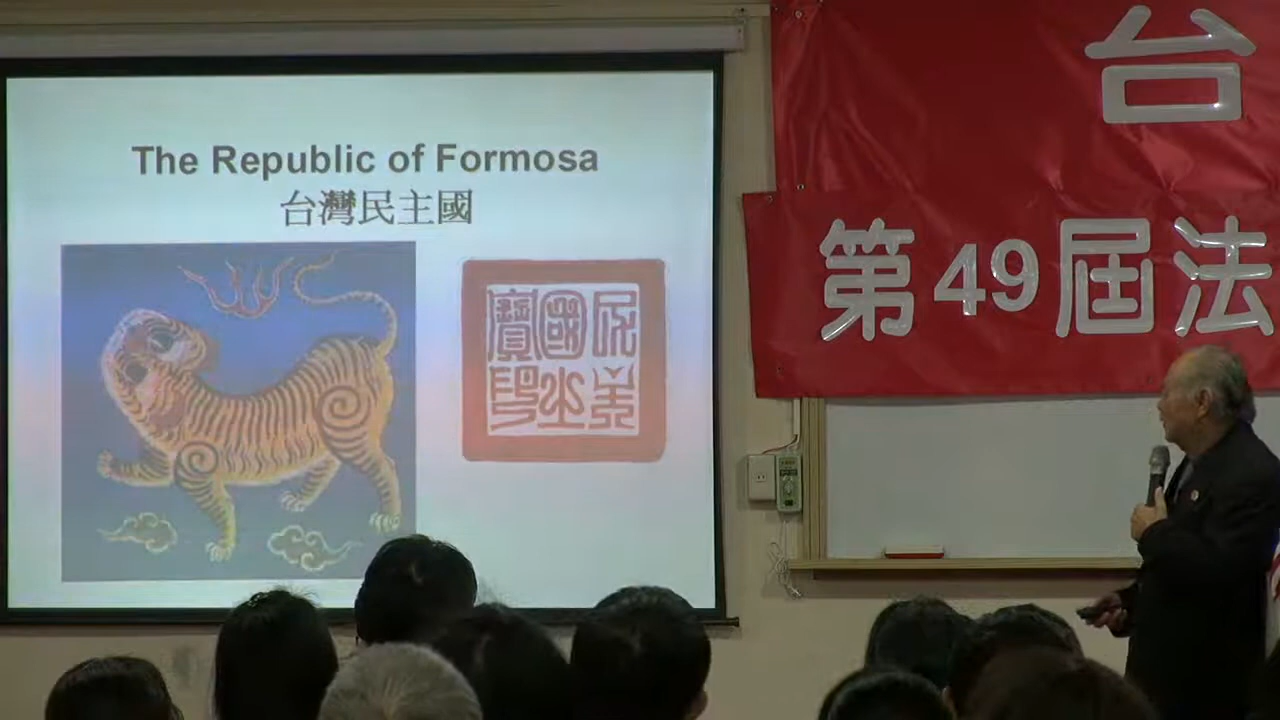 The Republic of Formosa
台灣民主國
民主國之寶印
台
第49屆法